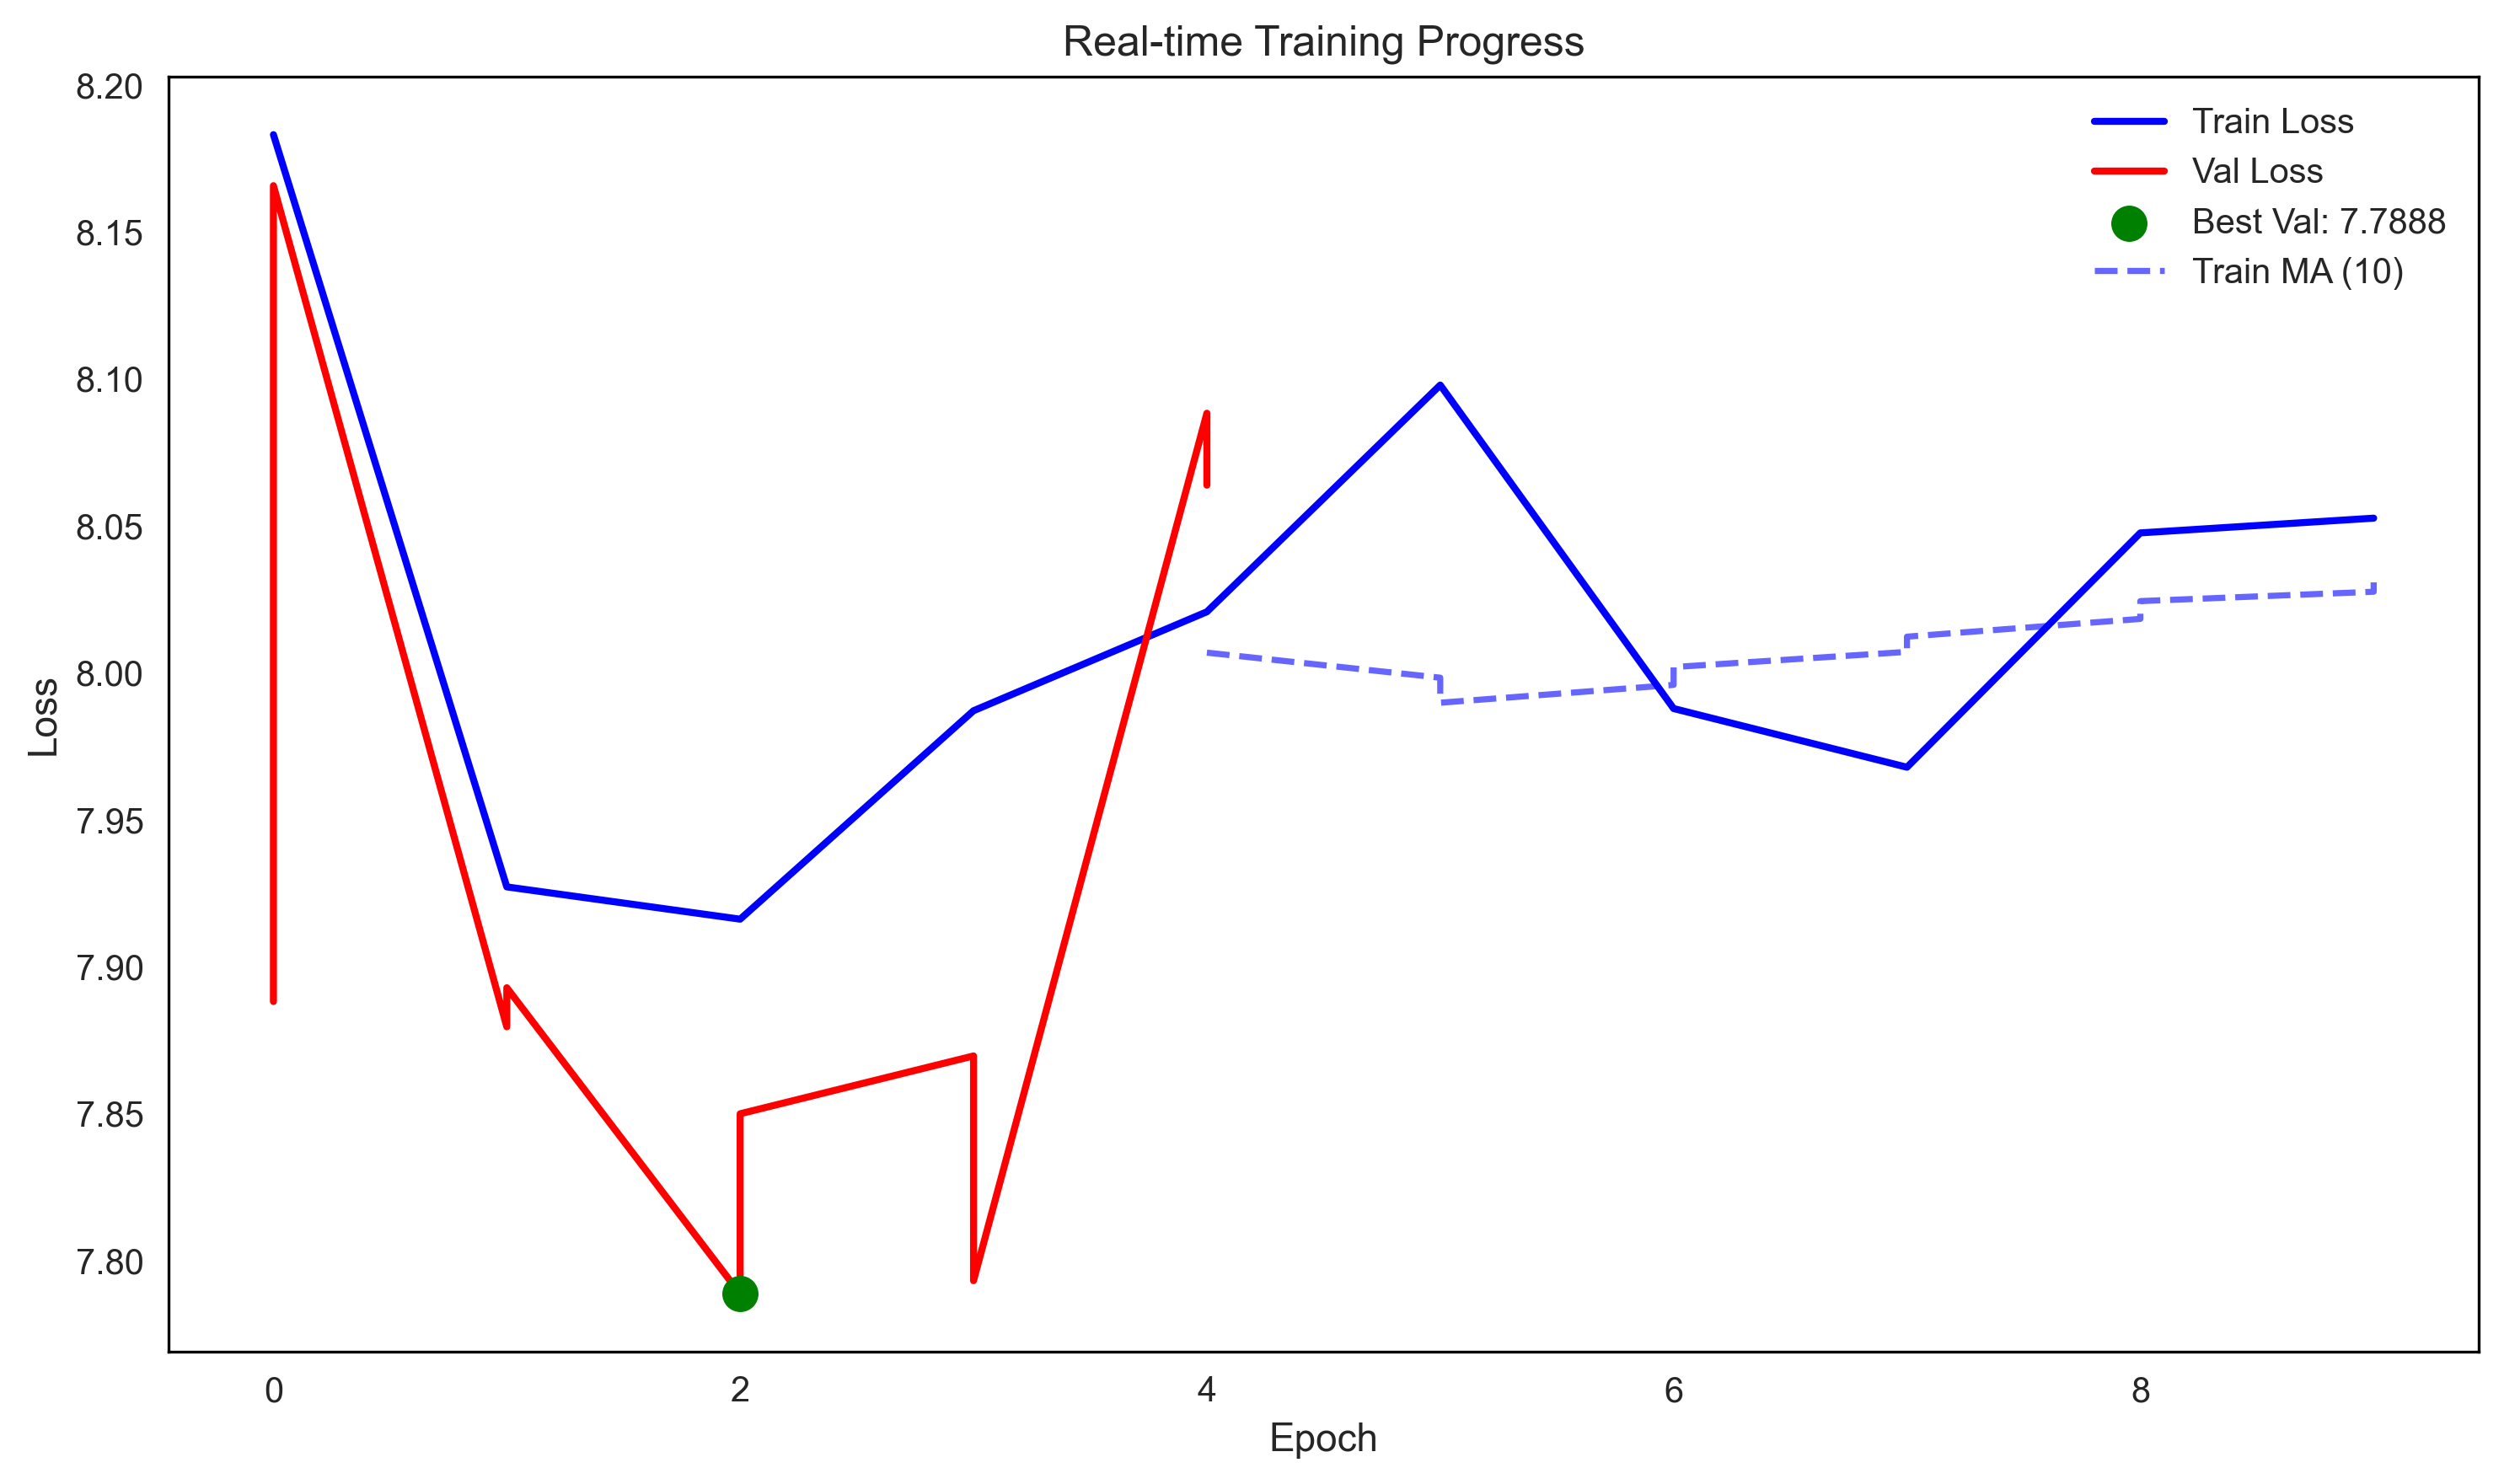 Real-time Training Progress
8.20
8.15
8.10
8.05
8.00
7.95
7.90
7.85
7.80
Loss
Train Loss
Val Loss
Best Val: 7.7888
Train MA (10)
0
2
4
6
8
Epoch